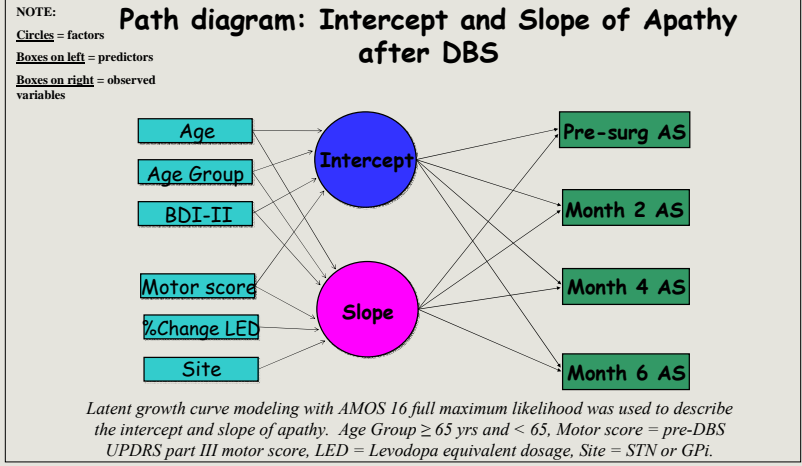 NOTE:
Circles = factors
Boxes on left = predictors
Boxes on right = observed
variables
Path diagram: Intercept and Slope of Apathy
after DBS
Age
Age Group
BDI-II
Motor score
%Change LED
Site
Intercept
Slope
Pre-surg AS
Month 2 AS
Month 4 AS
Month 6 AS
Latent growth curve modeling with AMOS 16 full maximum likelihood was used to describe
the intercept and slope of apathy. Age Group ≥ 65 yrs and < 65, Motor score = pre-DBS
UPDRS part III motor score, LED = Levodopa equivalent dosage, Site = STN or GPi.